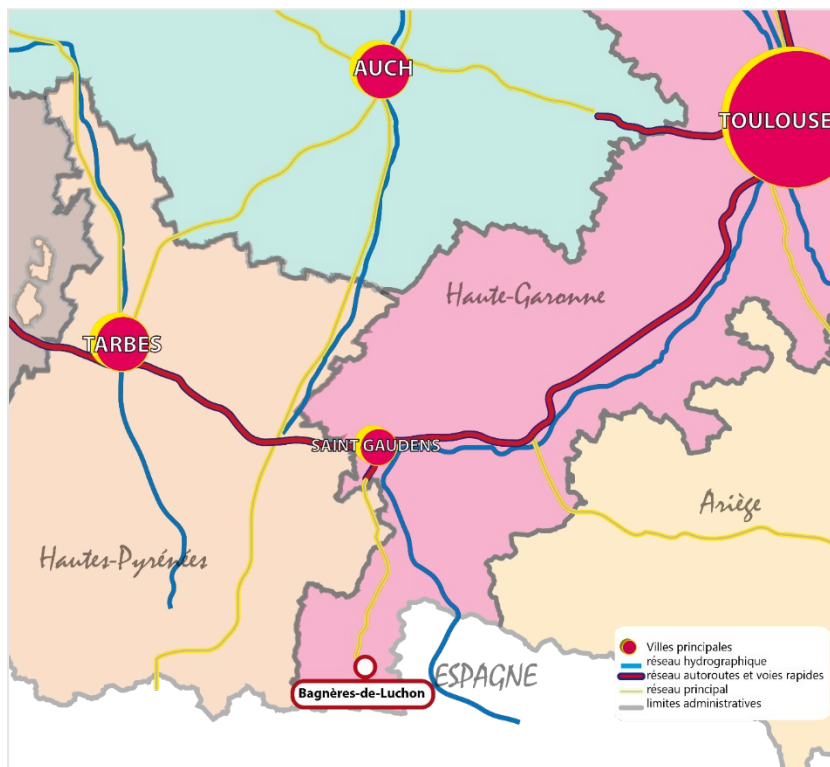 AUCH
TOULOUSE
Haute-Garonne
TARBES
SAINT GAUDENS
Ariège
Hautes-Pyrénées
ESPAGNE
Bagnères-de-Luchon
Villes principales
réseau hydrographique
réseau autoroutes et voies rapides
réseau principal
limites administratives